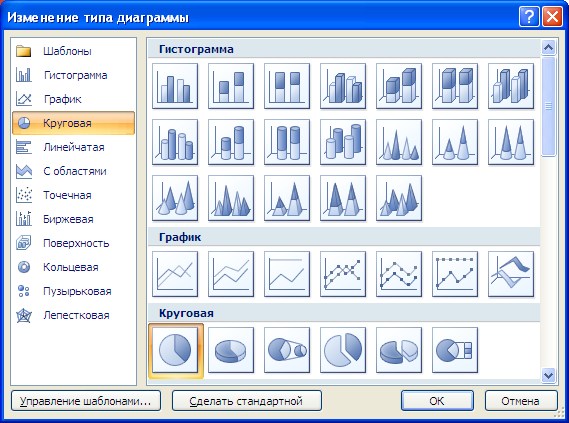 Изменение типа диаграммы
Шаблоны
Гистограмма
График
Круговая
Линейчатая
С областями
Точечная
Биржевая
Поверхность
Кольцевая
Пузырьковая
Лепестковая
Гистограмма
График
Круговая
Управление шаблонами...
Сделать стандартной
ОК
Отмена